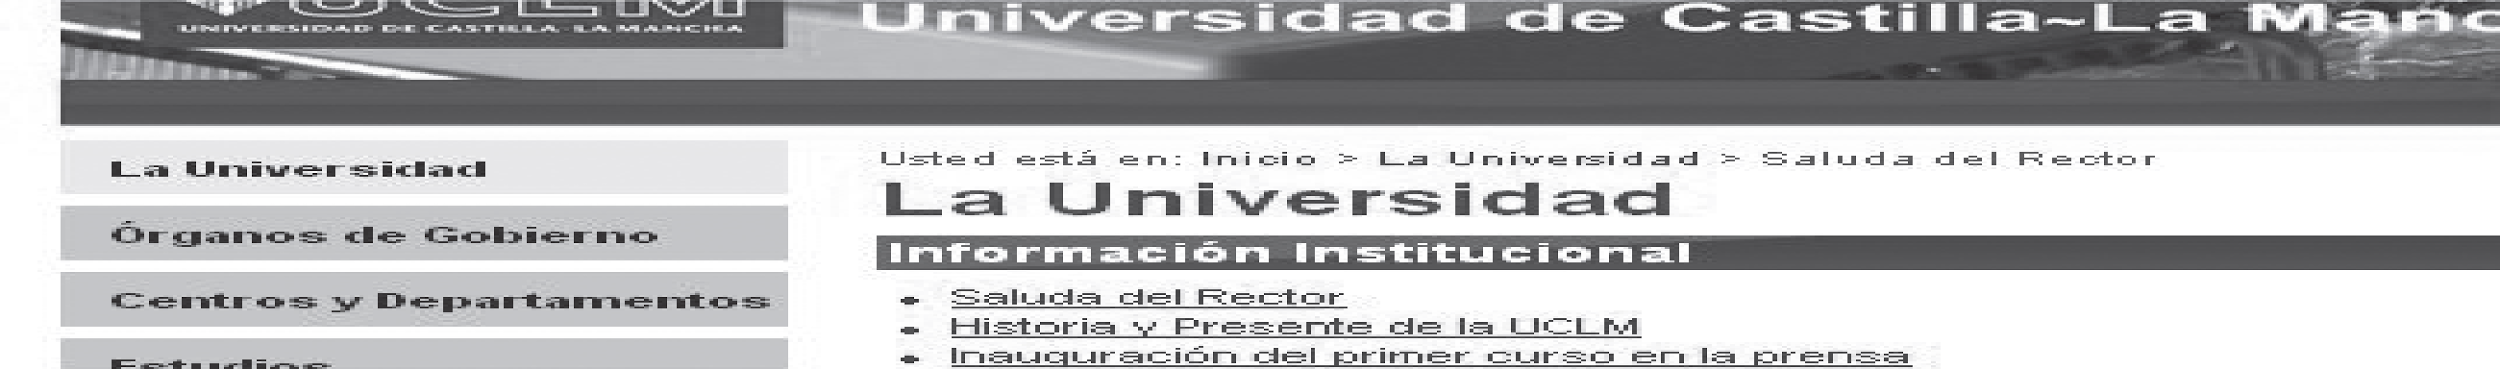 UCLM
UNIVERSIDAD DE CASTILLA-LA MANCHA
Universidad de Castilla~La Manc
La Universidad
Órganos de Gobierno
Centros y Departamentos
Estudios
Usted está en: Inicio > La Universidad > Saluda del Rector
La Universidad
Información Institucional
• Saluda del Rector
• Historia y Presente de la UCLM
• Inauguración del primer curso en la prensa